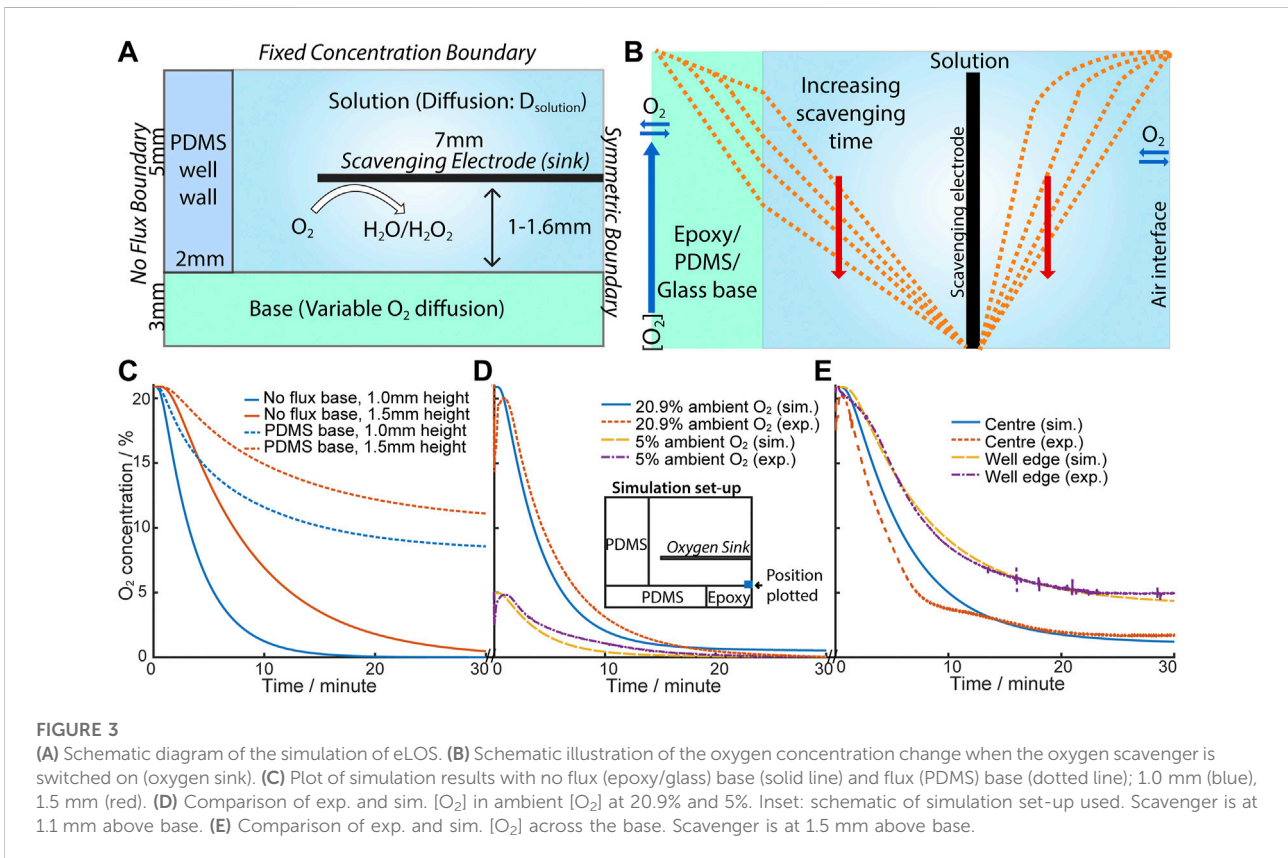 A
Fixed Concentration Boundary
No Flux Boundary
5mm
3mm
PDMS
well
wall
2mm
Solution (Diffusion: Dsolution)
7mm
Scavenging Electrode (sink)
O2
H2O/H2O2
1-1.6mm
Symmetric Boundary
Base (Variable O2 diffusion)
B
Solution
Increasing
scavenging
time
O2
[O2]
Epoxy/
PDMS/
Glass base
Scavenging electrode
O2
Air interface
C
No flux base, 1.0mm height
No flux base, 1.5mm height
PDMS base, 1.0mm height
PDMS base, 1.5mm height
O2 concentration / %
20
15
10
5
0
0 10 20 30
Time / minute
D
20.9% ambient O2 (sim.)
20.9% ambient O2 (exp.)
5% ambient O2 (sim.)
5% ambient O2 (exp.)
Simulation set-up
PDMS
Oxygen Sink
PDMS
Epoxy
Position
plotted
0 10 20 30
Time / minute
E
Centre (sim.)
Centre (exp.)
Well edge (sim.)
Well edge (exp.)
0 10 20 30
Time / minute
FIGURE 3
(A) Schematic diagram of the simulation of eLOS. (B) Schematic illustration of the oxygen concentration change when the oxygen scavenger is
switched on (oxygen sink). (C) Plot of simulation results with no flux (epoxy/glass) base (solid line) and flux (PDMS) base (dotted line); 1.0 mm (blue),
1.5 mm (red). (D) Comparison of exp. and sim. [O2] in ambient [O2] at 20.9% and 5%. Inset: schematic of simulation set-up used. Scavenger is at
1.1 mm above base. (E) Comparison of exp. and sim. [O2] across the base. Scavenger is at 1.5 mm above base.